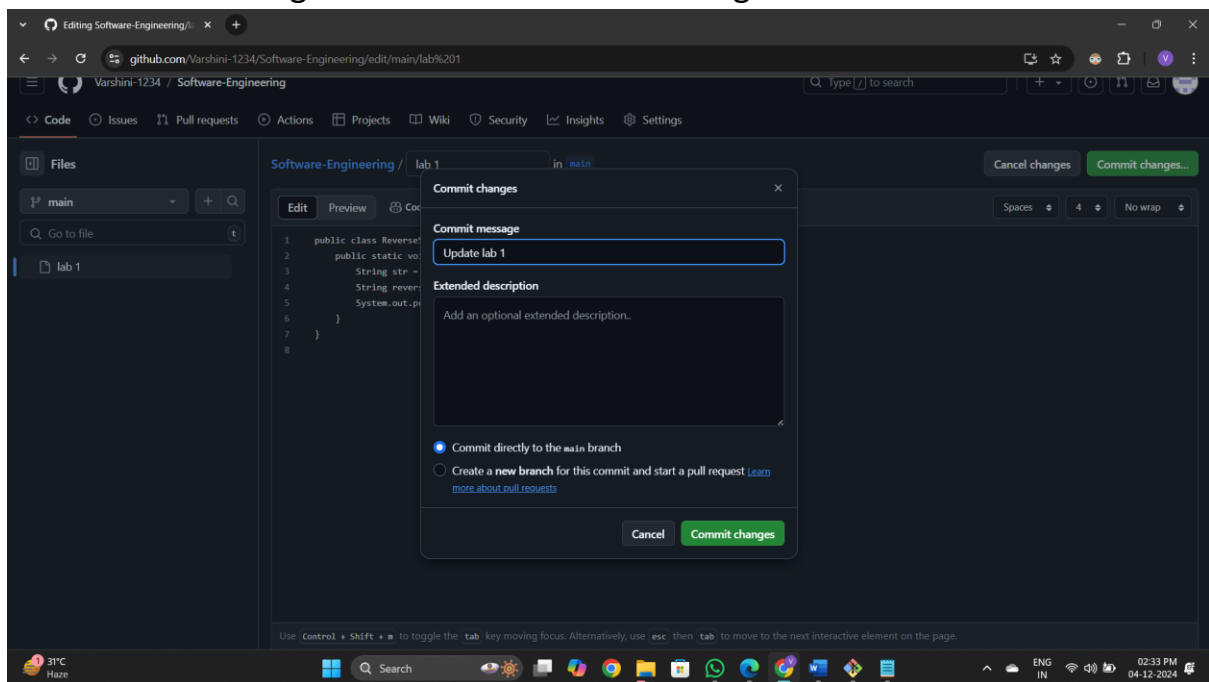 Editing Software-Engineering/l
github.com/Varshini-1234/Software-Engineering/edit/main/lab%201
V
Varshini-1234 / Software-Engineering
Type / to search
<> Code Issues Pull requests Actions Projects Wiki Security Insights Settings
Files
Software-Engineering / lab 1 in main
Cancel changes Commit changes...
main
Edit Preview
Spaces 4 No wrap
Go to file t
lab 1
1 public class
2 public static
3 String str =
4 String
5
6 }
7 }
8
Commit changes
Commit message
Update lab 1
Extended description
Add an optional extended description..
Commit directly to the main branch
Create a new branch for this commit and start a pull request Learn
more about pull requests
Cancel Commit changes
Use Control + Shift + m to toggle the tab key moving focus. Alternatively, use esc then tab to move to the next interactive element on the page.
1
31°C
Haze
Search
ENG
IN
02:33 PM
04-12-2024